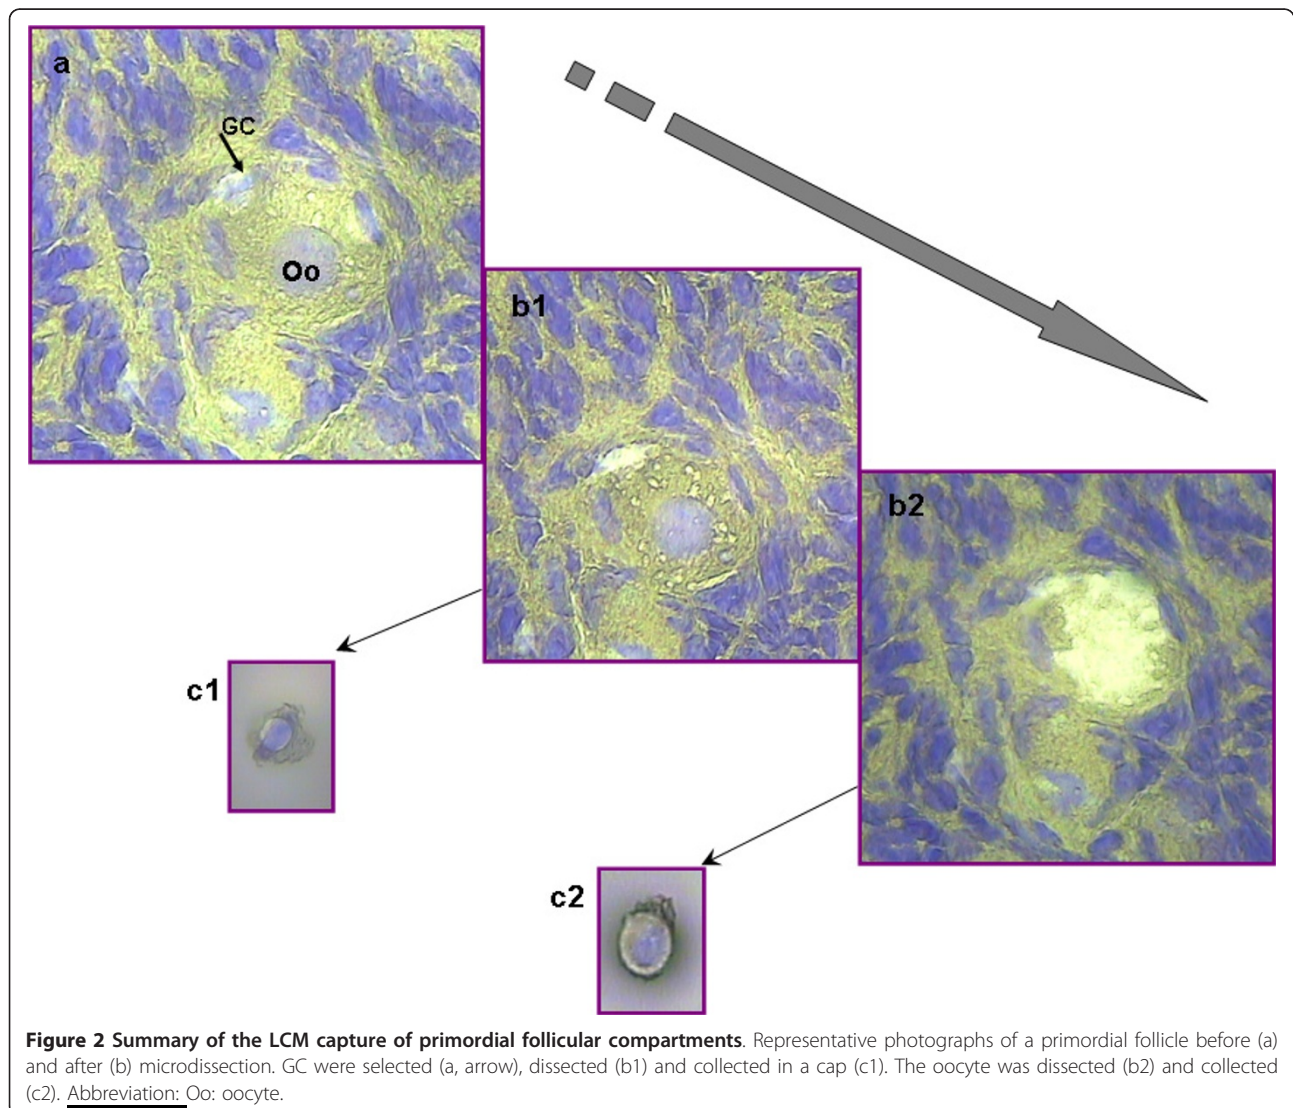 a
GC
Oo
b1
b2
c1
c2
Figure 2 Summary of the LCM capture of primordial follicular compartments. Representative photographs of a primordial follicle before (a)
and after (b) microdissection. GC were selected (a, arrow), dissected (b1) and collected in a cap (c1). The oocyte was dissected (b2) and collected
(c2). Abbreviation: Oo: oocyte.